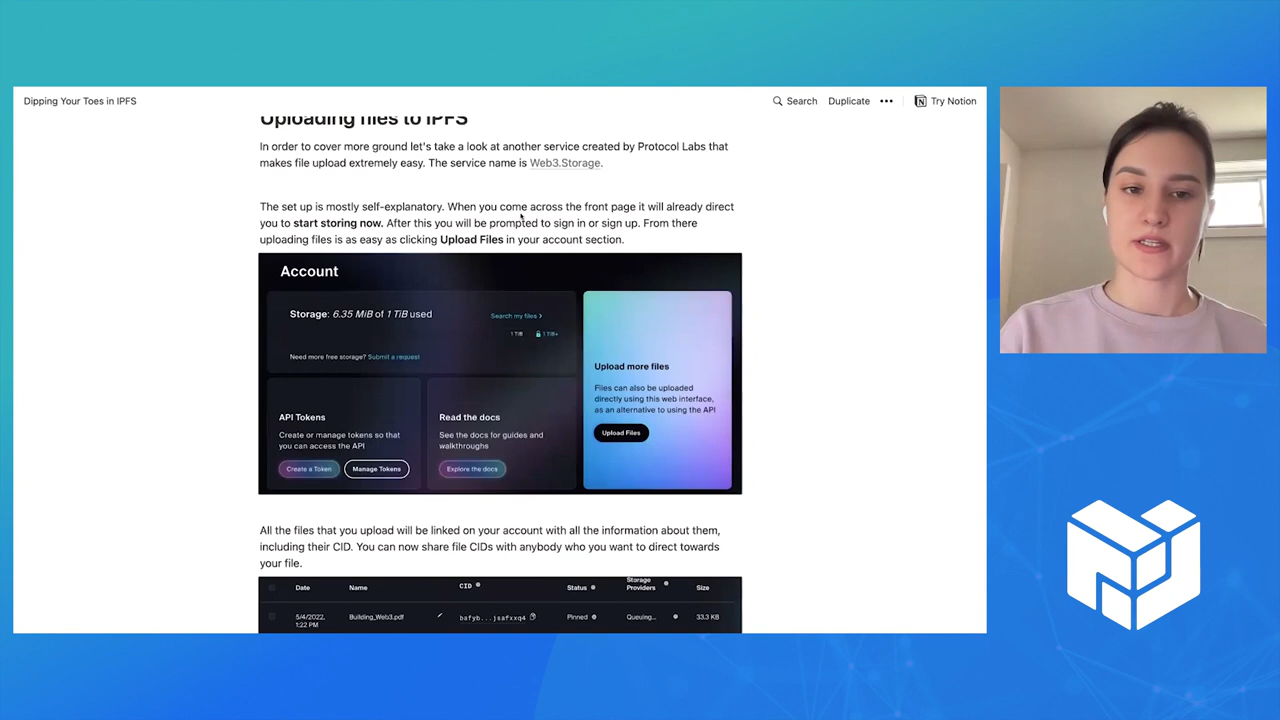 Dipping Your Toes in IPFS
Search Duplicate ••• Try Notion
Uploading files to IPFS
In order to cover more ground let's take a look at another service created by Protocol Labs that
makes file upload extremely easy. The service name is Web3.Storage.
The set up is mostly self-explanatory. When you come across the front page it will already direct
you to start storing now. After this you will be prompted to sign in or sign up. From there
uploading files is as easy as clicking Upload Files in your account section.
Account
Storage: 6.35 MiB of 1 TiB used
Search my files >
1 TiB 1 TiB+
Need more free storage? Submit a request
API Tokens
Create or manage tokens so that
you can access the API
Create a Token Manage Tokens
Read the docs
See the docs for guides and
walkthroughs
Explore the docs
Upload more files
Files can also be uploaded
directly using this web interface,
as an alternative to using the API
Upload Files
All the files that you upload will be linked on your account with all the information about them,
including their CID. You can now share file CIDs with anybody who you want to direct towards
your file.
Date Name CID Status Storage Providers Size
5/4/2022, 1:22 PM Building_Web3.pdf bafyb...jsafxxq4 Pinned Queuing... 33.3 KB